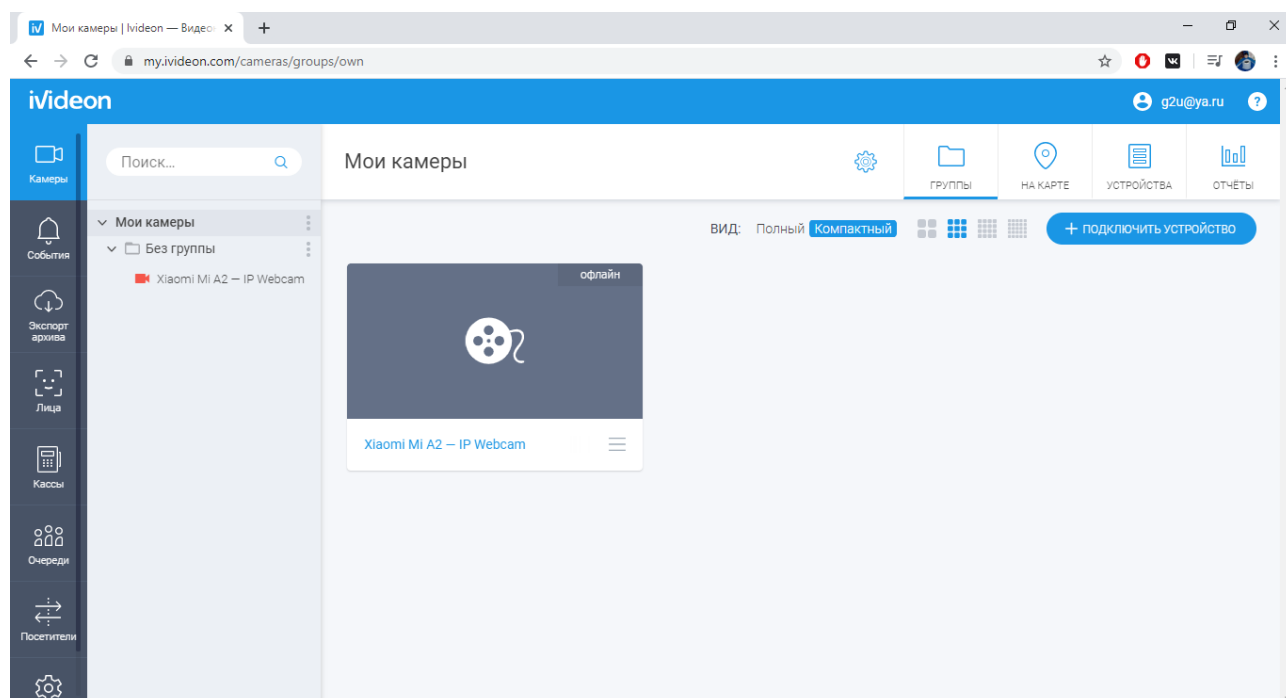 Мои камеры | Ivideon — Видео
my.ivideon.com/cameras/groups/own
iVideon
g2u@ya.ru
?
Камеры
Поиск...
Мои камеры
ГРУППЫ
НА КАРТЕ
УСТРОЙСТВА
ОТЧЁТЫ
События
Мои камеры
Без группы
Xiaomi Mi A2 — IP Webcam
ВИД: Полный Компактный
+ ПОДКЛЮЧИТЬ УСТРОЙСТВО
офлайн
Xiaomi Mi A2 — IP Webcam
Экспорт
архива
Лица
Кассы
Очереди
Посетители